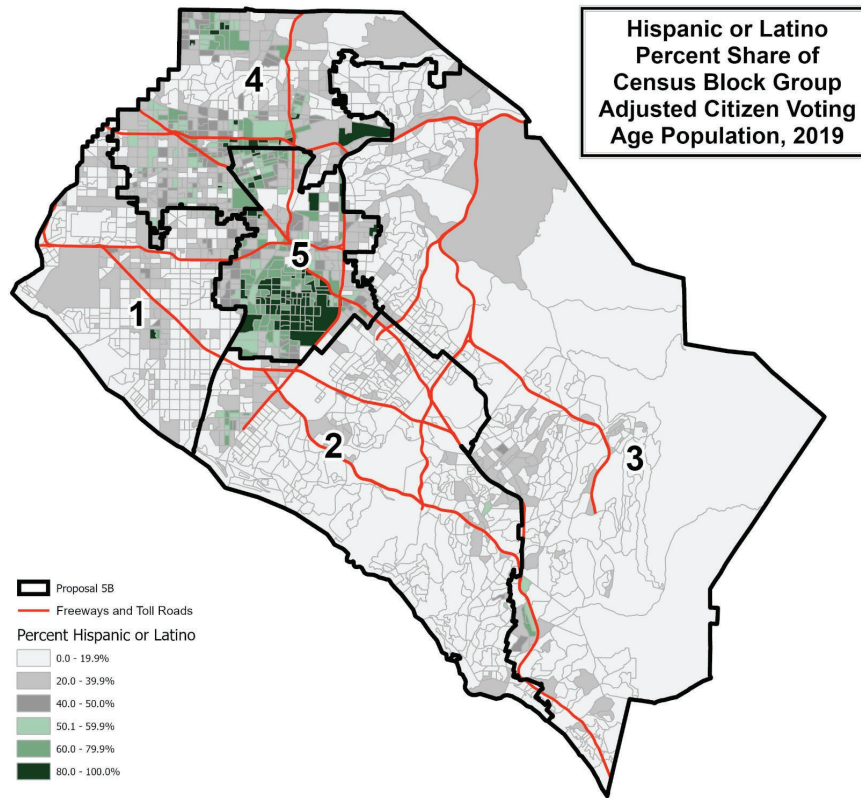 Hispanic or Latino
Percent Share of
Census Block Group
Adjusted Citizen Voting
Age Population, 2019
4
5
1
2
3
Proposal 5B
Freeways and Toll Roads
Percent Hispanic or Latino
0.0 - 19.9%
20.0 - 39.9%
40.0 - 50.0%
50.1 - 59.9%
60.0 - 79.9%
80.0 - 100.0%